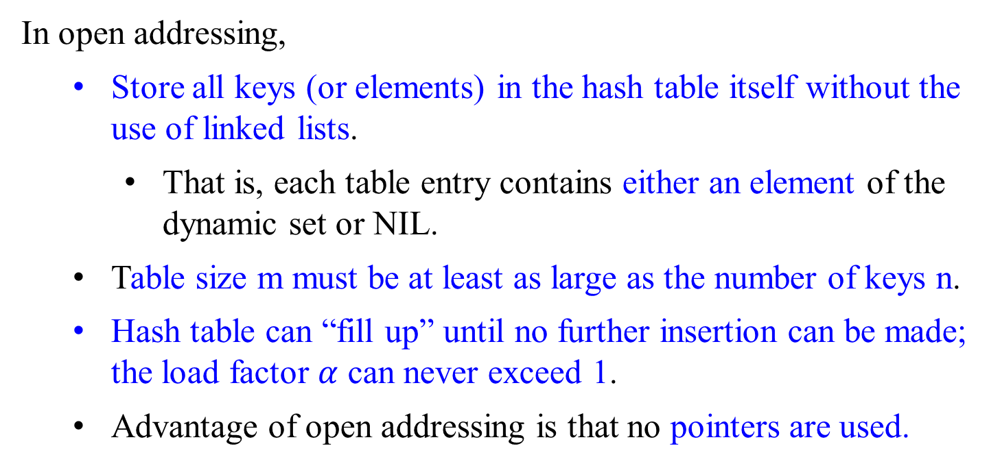 In open addressing,
• Store all keys (or elements) in the hash table itself without the
use of linked lists.
• That is, each table entry contains either an element of the
dynamic set or NIL.
• Table size m must be at least as large as the number of keys n.
• Hash table can “fill up” until no further insertion can be made;
the load factor α can never exceed 1.
• Advantage of open addressing is that no pointers are used.